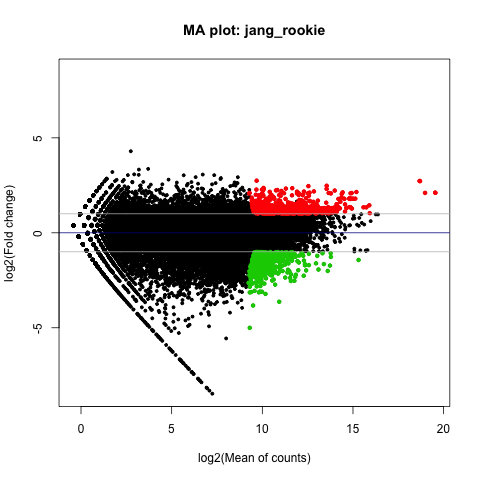 MA plot: jang_rookie
log2(Fold change)
5
0
-5
0 5 10 15 20
log2(Mean of counts)